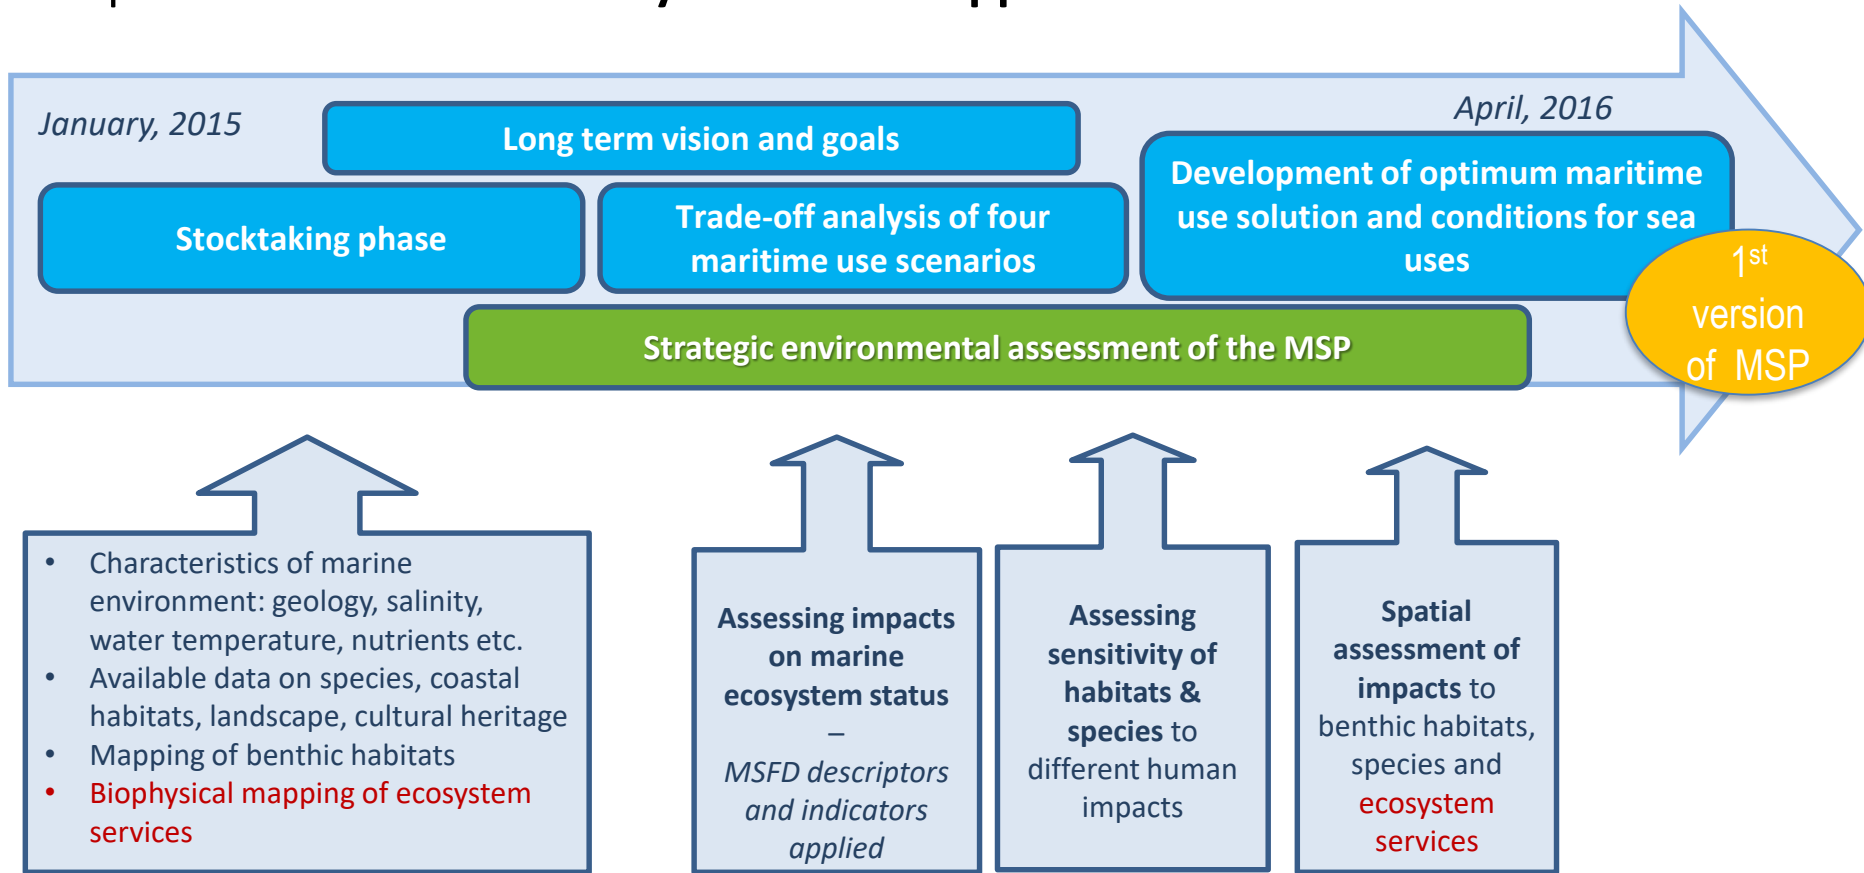 January, 2015
April, 2016
Long term vision and goals
Stocktaking phase
Trade-off analysis of four
maritime use scenarios
Development of optimum maritime
use solution and conditions for sea
uses
1st
version
of MSP
Strategic environmental assessment of the MSP
• Characteristics of marine
environment: geology, salinity,
water temperature, nutrients etc.
• Available data on species, coastal
habitats, landscape, cultural heritage
• Mapping of benthic habitats
• Biophysical mapping of ecosystem
services
Assessing impacts
on marine
ecosystem status
–
MSFD descriptors
and indicators
applied
Assessing
sensitivity of
habitats &
species to
different human
impacts
Spatial
assessment of
impacts to
benthic habitats,
species and
ecosystem
services